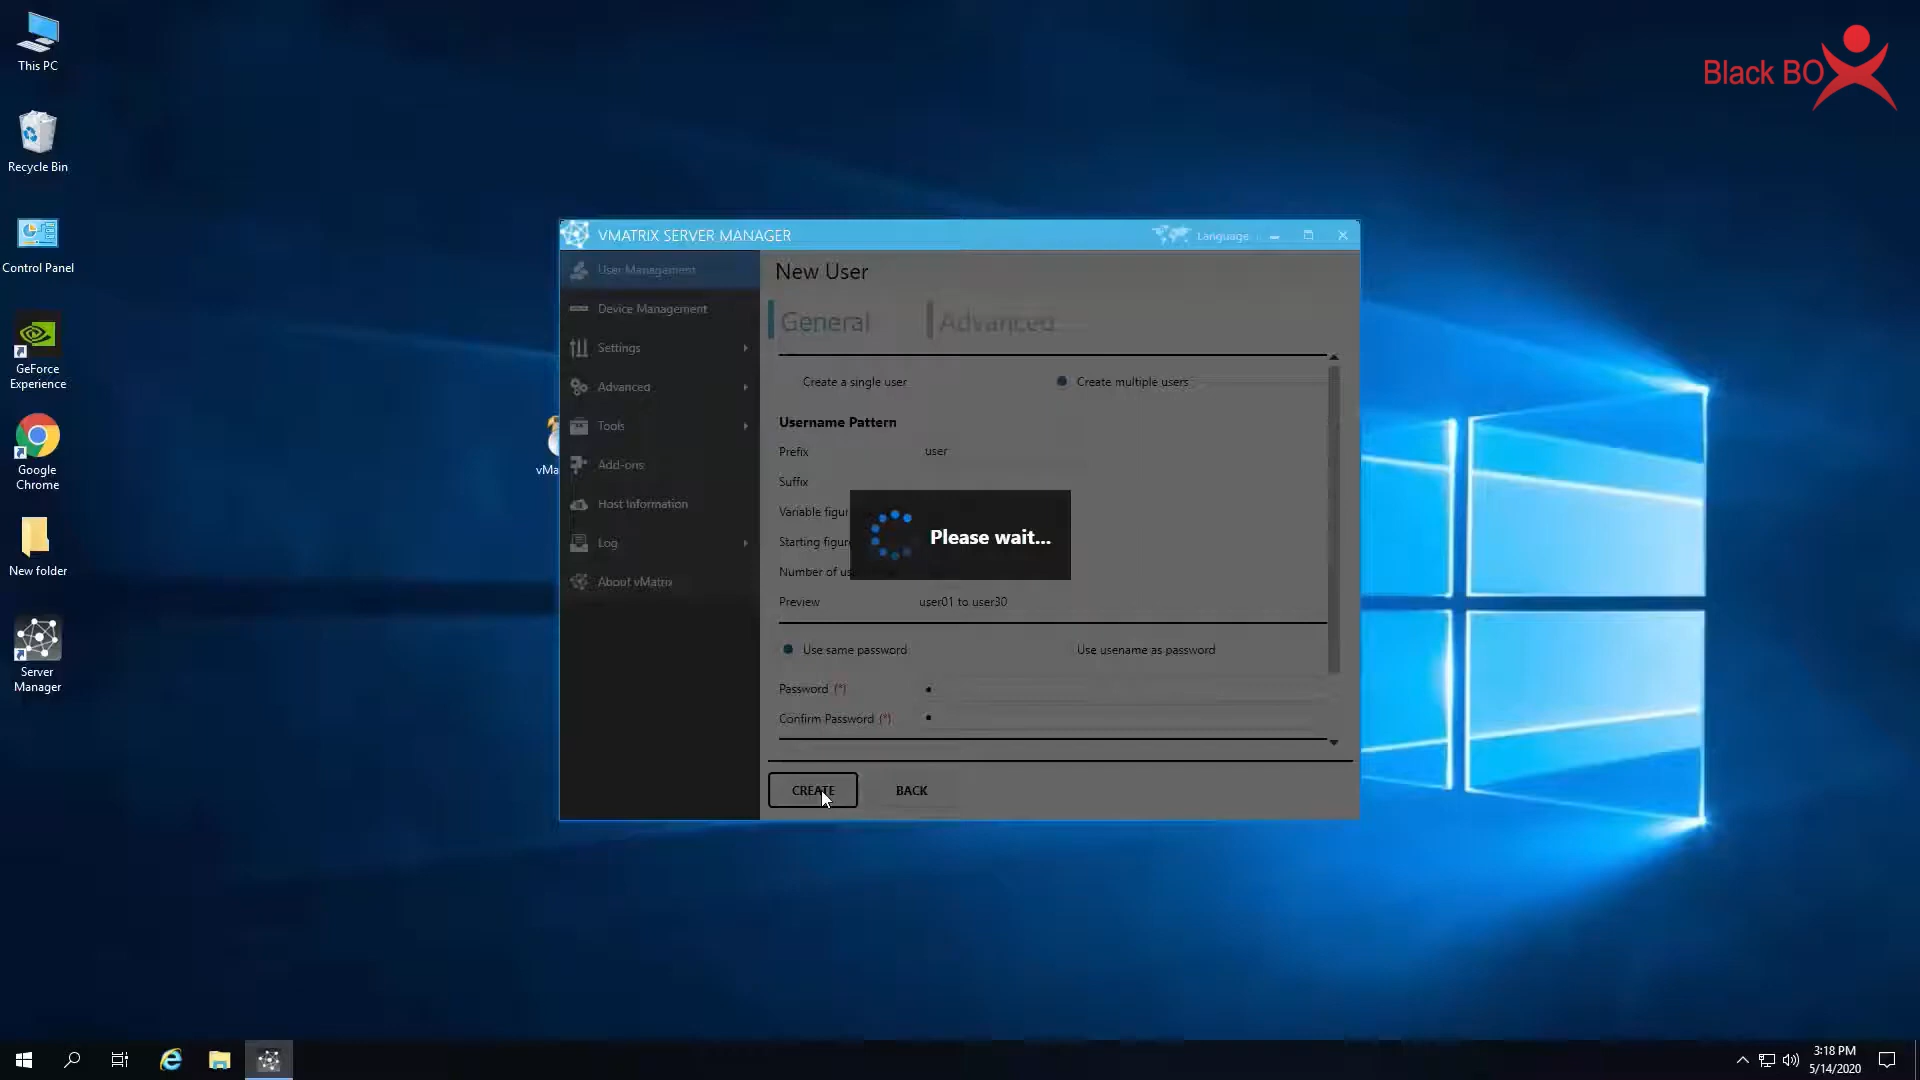 This PC
Recycle Bin
Control Panel
GeForce
Experience
Google
Chrome
New folder
Server
Manager
Black BOX
VMATRIX SERVER MANAGER
Language
User Management
Device Management
Settings
Advanced
Tools
Add-ons
Host Information
Log
About vMatrix
New User
General
Advanced
Create a single user
Create multiple users
Username Pattern
Prefix
user
Suffix
Variable figur
Starting figur
Number of us
Please wait...
Preview
user01 to user30
Use same password
Use usename as password
Password (*)
Confirm Password (*)
CREATE
BACK
vMa
3:18 PM
5/14/2020